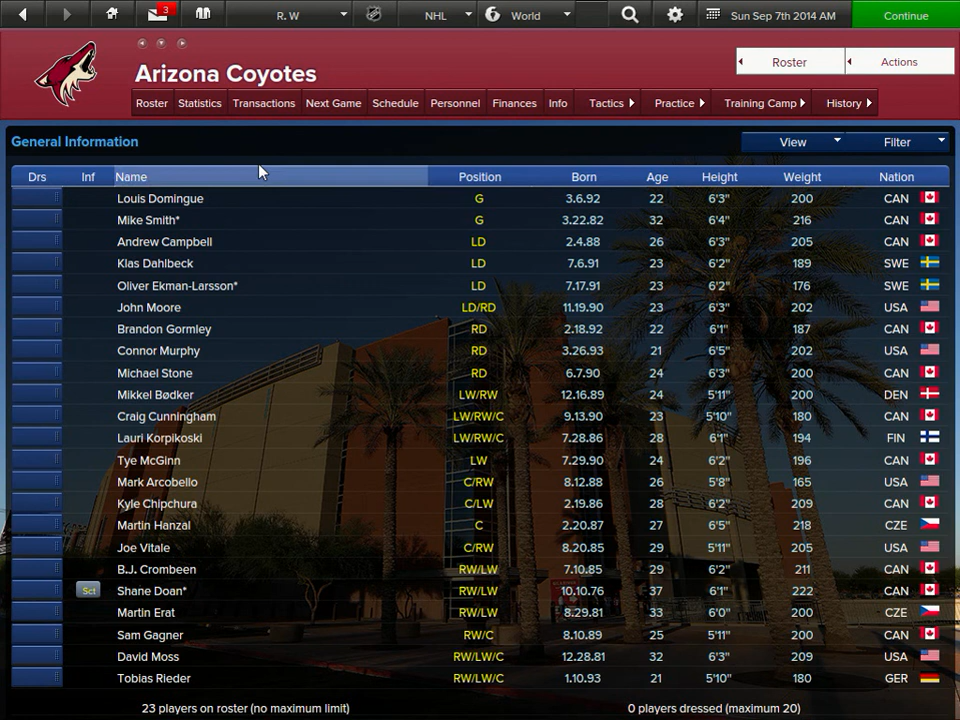 3 R. W NHL World Sun Sep 7th 2014 AM Continue
Arizona Coyotes Roster Actions
Roster Statistics Transactions Next Game Schedule Personnel Finances Info Tactics Practice Training Camp History
General Information View Filter
Drs Inf Name Position Born Age Height Weight Nation
Louis Domingue G 3.6.92 22 6'3" 200 CAN
Mike Smith* G 3.22.82 32 6'4" 216 CAN
Andrew Campbell LD 2.4.88 26 6'3" 205 CAN
Klas Dahlbeck LD 7.6.91 23 6'2" 189 SWE
Oliver Ekman-Larsson* LD 7.17.91 23 6'2" 176 SWE
John Moore LD/RD 11.19.90 23 6'3" 202 USA
Brandon Gormley RD 2.18.92 22 6'1" 187 CAN
Connor Murphy RD 3.26.93 21 6'5" 202 USA
Michael Stone RD 6.7.90 24 6'3" 200 CAN
Mikkel Bødker LW/RW 12.16.89 24 5'11" 200 DEN
Craig Cunningham LW/RW/C 9.13.90 23 5'10" 180 CAN
Lauri Korpikoski LW/RW/C 7.28.86 28 6'1" 194 FIN
Tye McGinn LW 7.29.90 24 6'2" 196 CAN
Mark Arcobello C/RW 8.12.88 26 5'8" 165 USA
Kyle Chipchura C/LW 2.19.86 28 6'2" 209 CAN
Martin Hanzal C 2.20.87 27 6'5" 218 CZE
Joe Vitale C/RW 8.20.85 29 5'11" 205 USA
B.J. Crombeen RW/LW 7.10.85 29 6'2" 211 CAN
Sct Shane Doan* RW/LW 10.10.76 37 6'1" 222 CAN
Martin Erat RW/LW 8.29.81 33 6'0" 200 CZE
Sam Gagner RW/C 8.10.89 25 5'11" 200 CAN
David Moss RW/LW/C 12.28.81 32 6'3" 209 USA
Tobias Rieder RW/LW/C 1.10.93 21 5'10" 180 GER
23 players on roster (no maximum limit) 0 players dressed (maximum 20)